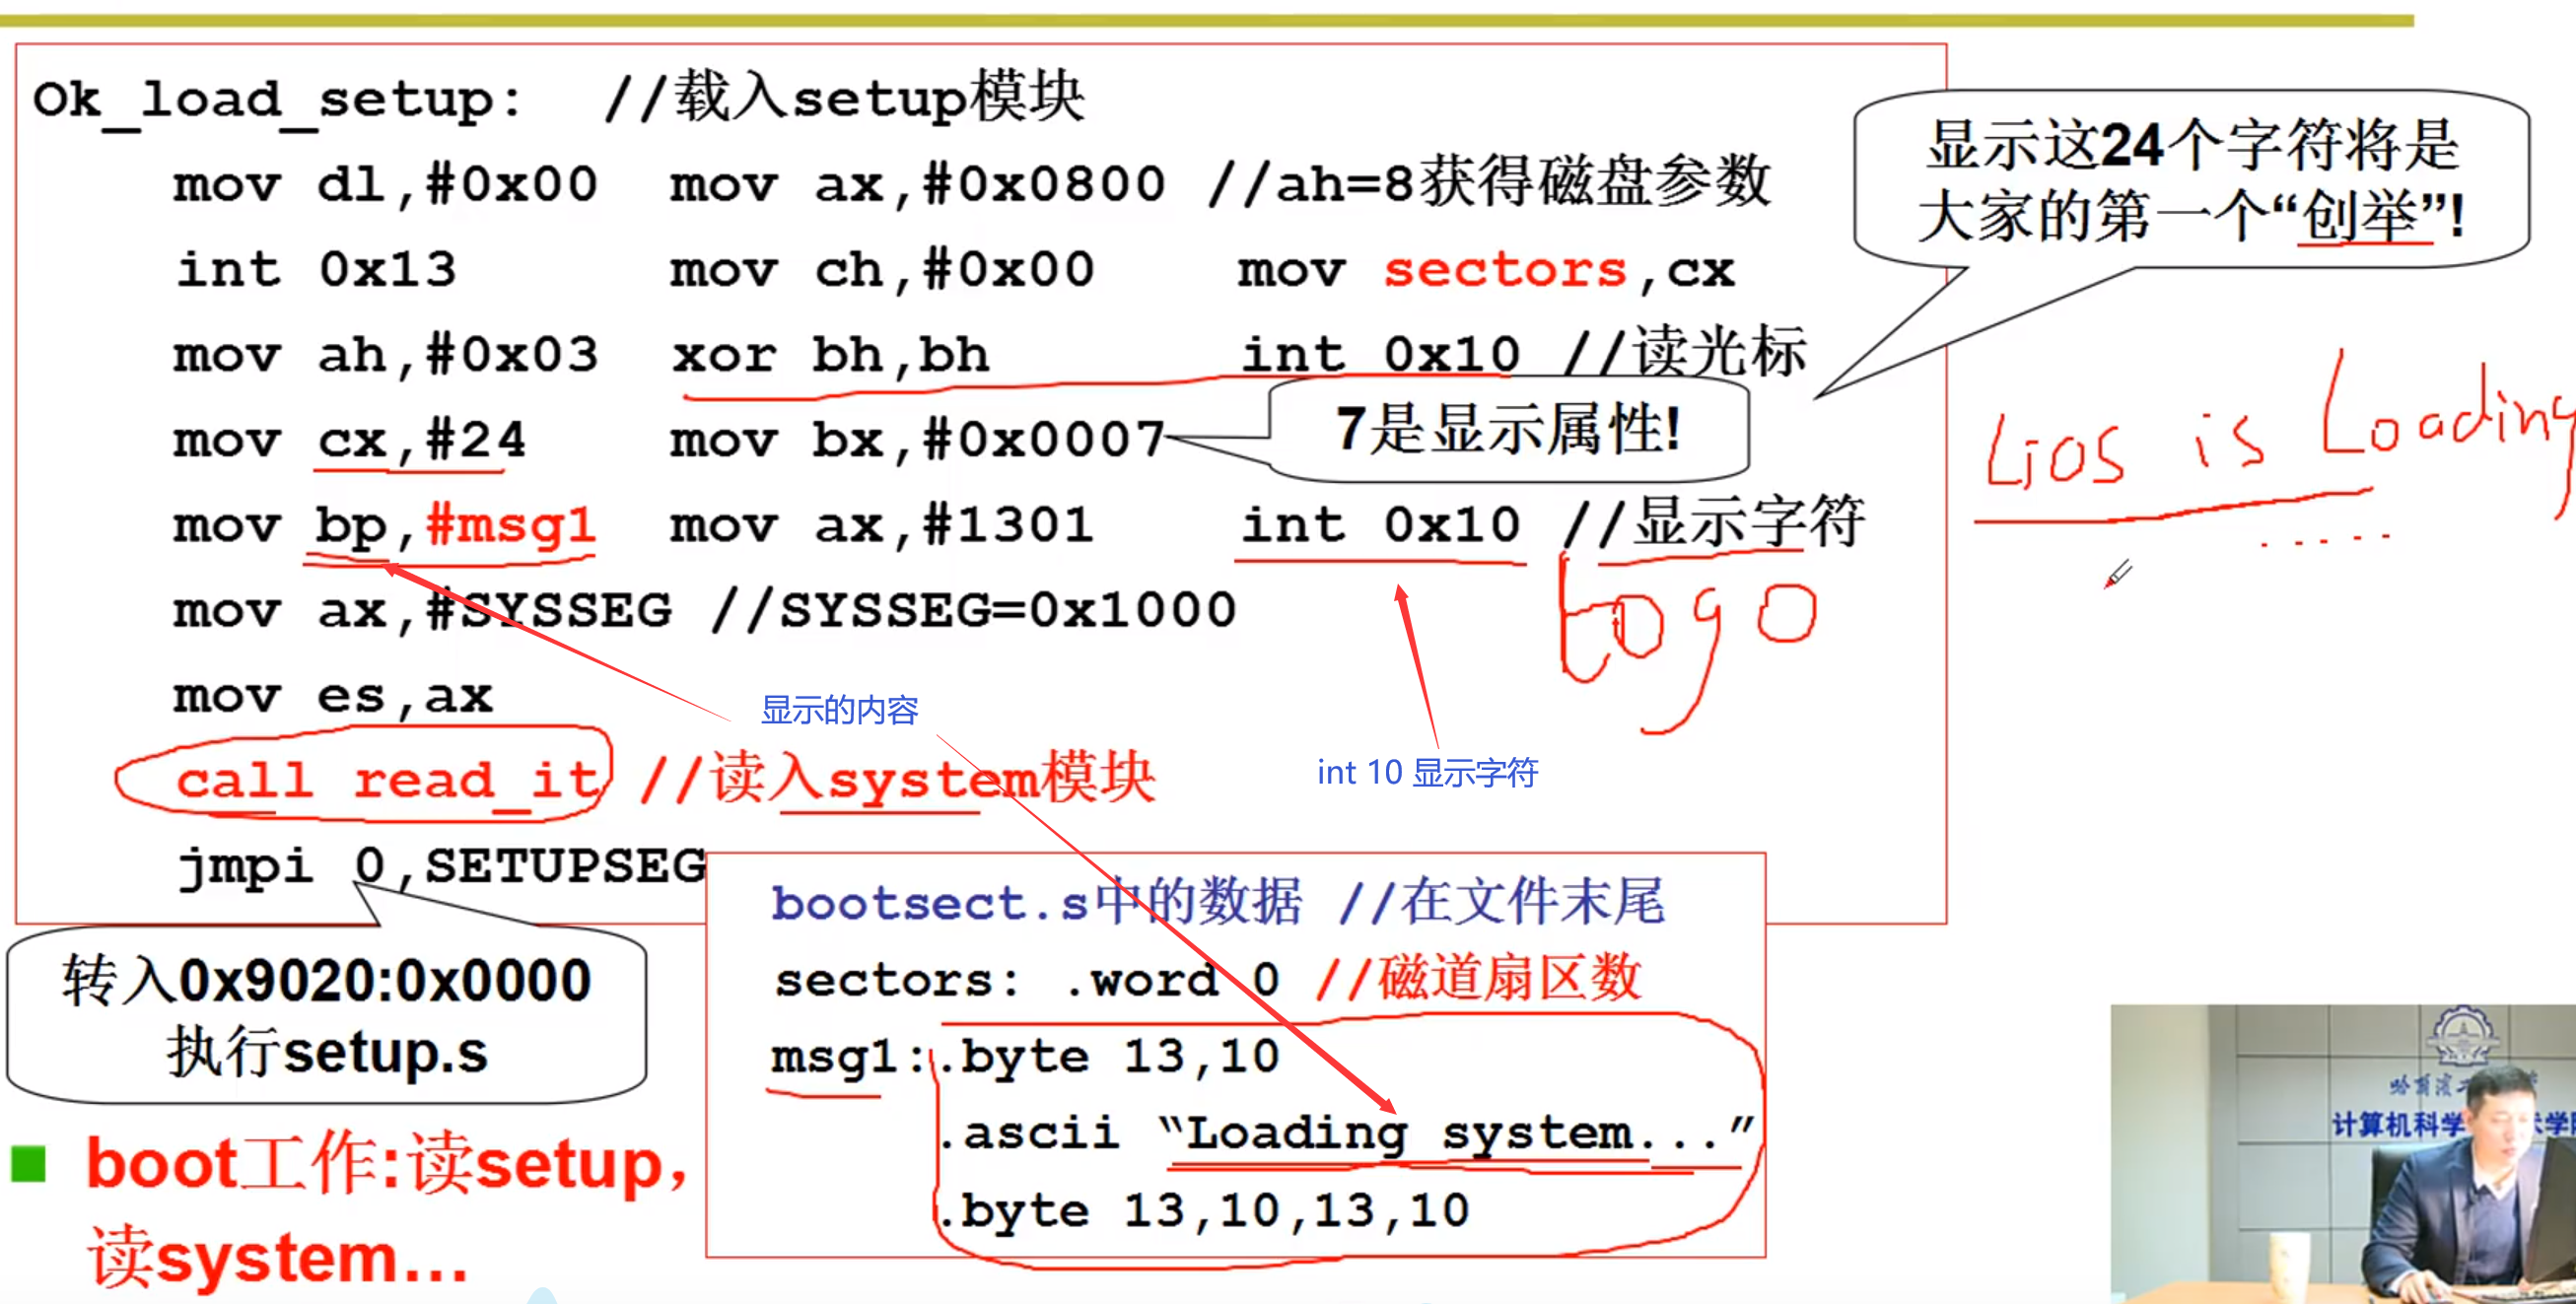 Ok_load_setup: //载入setup模块
mov dl,#0x00 mov ax,#0x0800 //ah=8获得磁盘参数
int 0x13 mov ch,#0x00 mov sectors,cx
mov ah,#0x03 xor bh,bh int 0x10 //读光标
mov cx,#24 mov bx,#0x0007
mov bp,#msg1 mov ax,#1301 int 0x10 //显示字符
mov ax,#SYSSEG //SYSSEG=0x1000
mov es,ax
call read_it //读入system模块
jmpi 0,SETUPSEG
显示这24个字符将是
大家的第一个“创举”!
7是显示属性!
is Loading
logo
显示的内容
int 10 显示字符
转入0x9020:0x0000
执行setup.s
bootsect.s中的数据 //在文件末尾
sectors: .word 0 //磁道扇区数
msg1:.byte 13,10
.ascii “Loading system...”
.byte 13,10,13,10
boot工作:读setup，
读system...
计算机科学